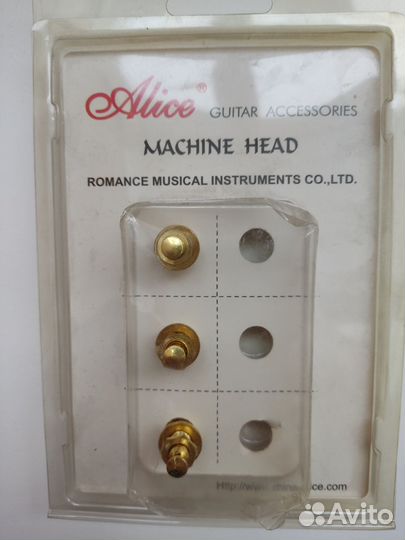 Alice® GUITAR ACCESSORIES
MACHINE HEAD
ROMANCE MUSICAL INSTRUMENTS CO.,LTD.
Avito